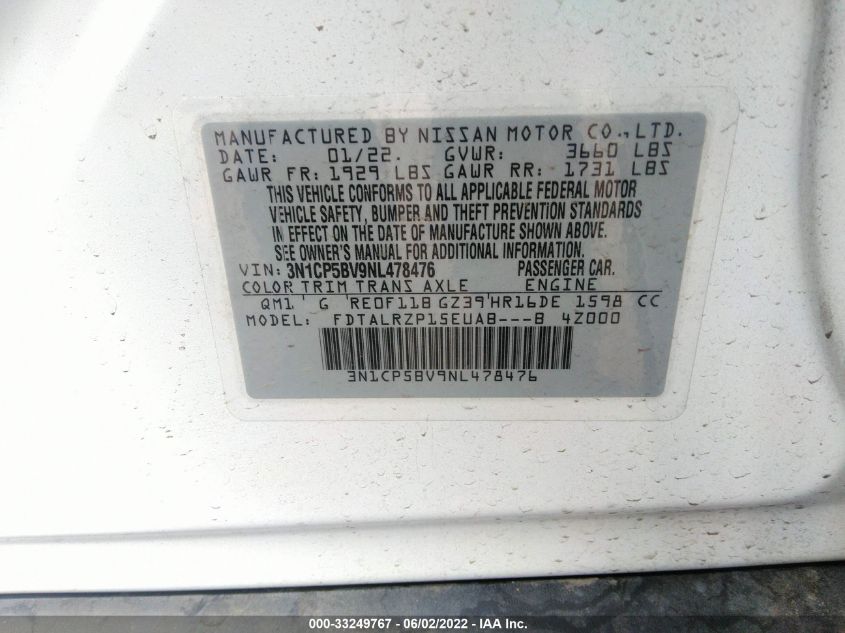 MANUFACTURED BY NISSAN MOTOR CO.,LTD.
DATE: 01/22. GVWR: 3660 LBS
GAWR FR: 1929 LBS GAWR RR: 1731 LBS
THIS VEHICLE CONFORMS TO ALL APPLICABLE FEDERAL MOTOR
VEHICLE SAFETY, BUMPER AND THEFT PREVENTION STANDARDS
IN EFFECT ON THE DATE OF MANUFACTURE SHOWN ABOVE.
SEE OWNER'S MANUAL FOR ADDITIONAL INFORMATION.
VIN: 3N1CP5BV9NL478476 PASSENGER CAR.
COLOR TRIM TRANS AXLE ENGINE
QM1' G 'RE0F11B GZ39'HR16DE 1598 CC
MODEL: FDTALRZP15EUAB---B 4Z000
3N1CP5BV9NL478476
000-33249767 - 06/02/2022 - IAA Inc.